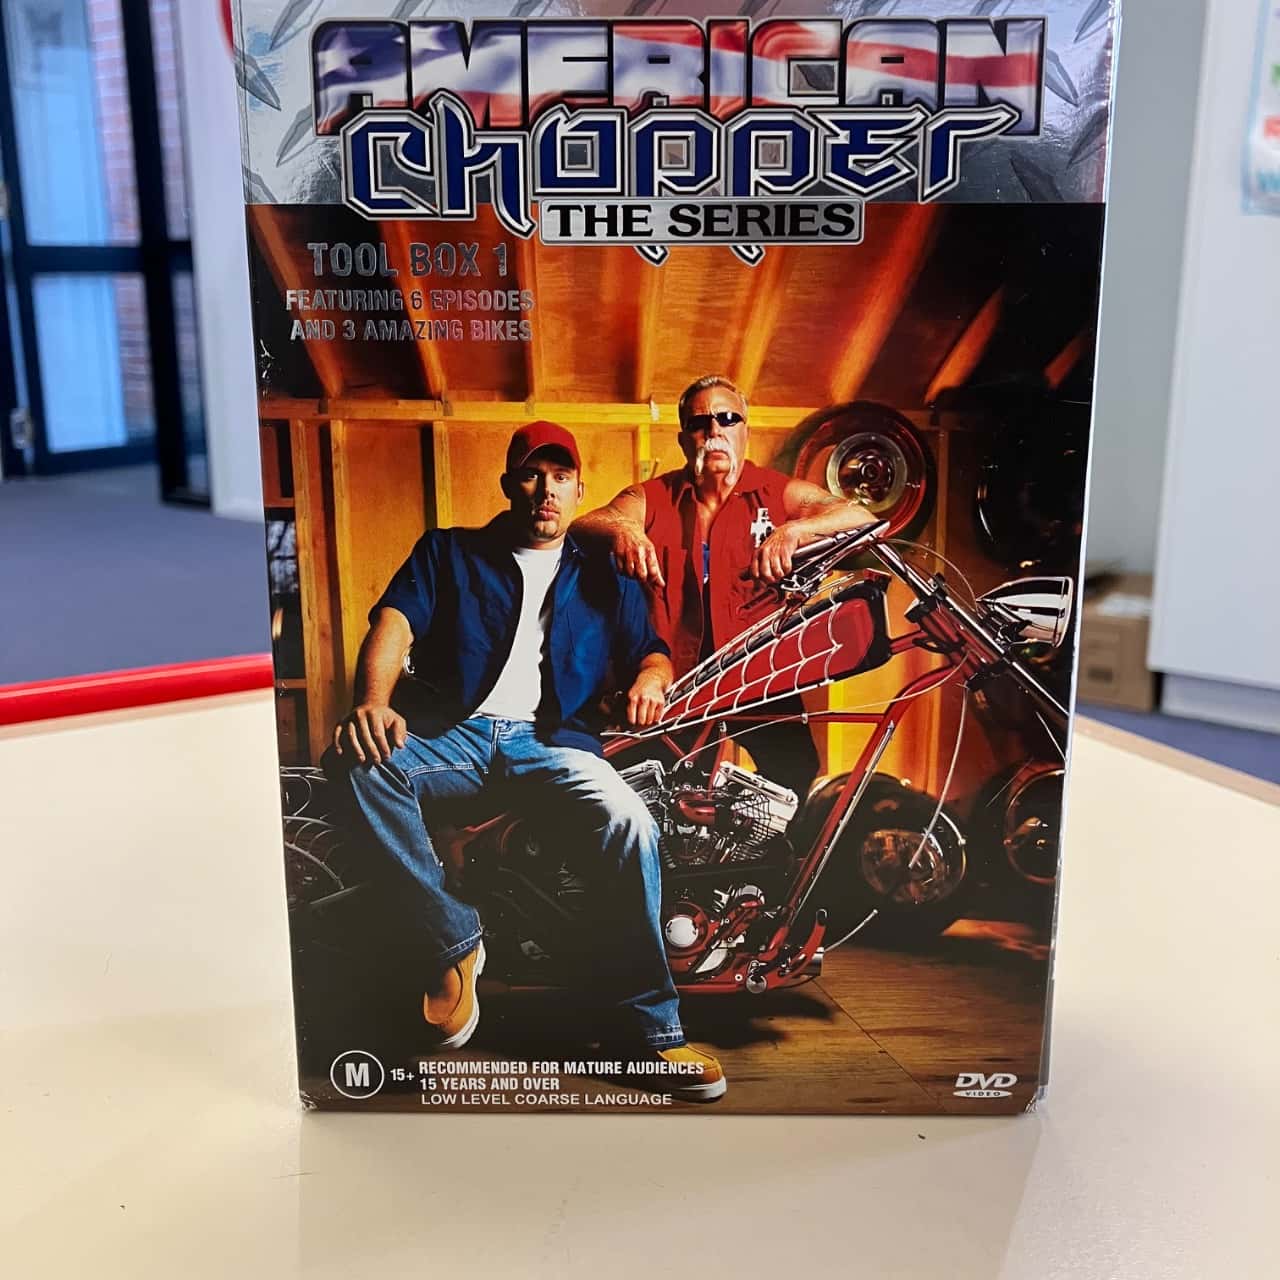 AMERICAN
CHOPPER
THE SERIES
TOOL BOX 1
FEATURING 6 EPISODES
AND 3 AMAZING BIKES
M 15+ RECOMMENDED FOR MATURE AUDIENCES
15 YEARS AND OVER
LOW LEVEL COARSE LANGUAGE
DVD
VIDEO